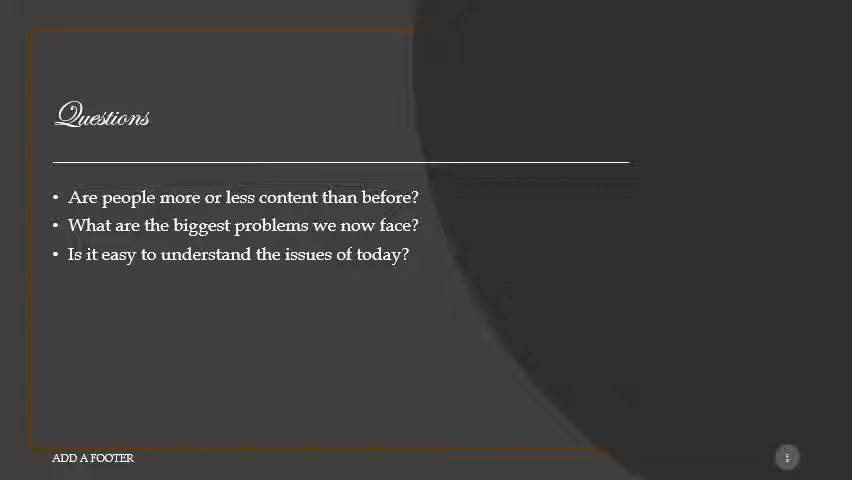 Questions
• Are people more or less content than before?
• What are the biggest problems we now face?
• Is it easy to understand the issues of today?
ADD A FOOTER